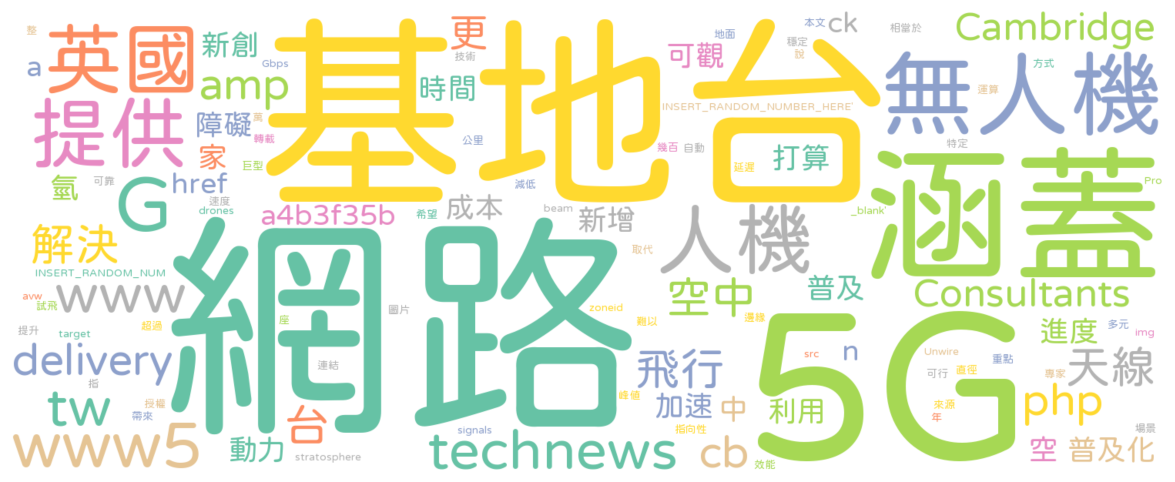 整
英國
新創
更
技術
可觀
地面
本文
穩定
說
ck
相當於
Cambridge
a
Gbps
amp
時間
基地台
INSERT_RANDOM_NUMBER_HERE'
運算
方式
無人機
提供
障礙
萬
轉載
家
巨型
公里
幾百
自動
延遲
打算
特定
涵蓋
氫
可靠
G
href
速度
drones
減低
Pro
a4b3f35b
希望
成本
beam
新增
_blank'
解決
人機
取代
INSERT_RANDOM_NUM
www
網路
空中
普及
Consultants
avw
試飛
圖片
zoneid
難以
邊緣
5G
提升
target
超過
座
進度
多元
img
delivery
連結
飛行
src
n
Unwire
重點
天線
指
可行
直徑
專家
tw
授權
帶來
台
峰值
加速
中
利用
來源
年
php
場景
www5
動力
stratosphere
signals
technews
指向性
cb
效能
空
普及化